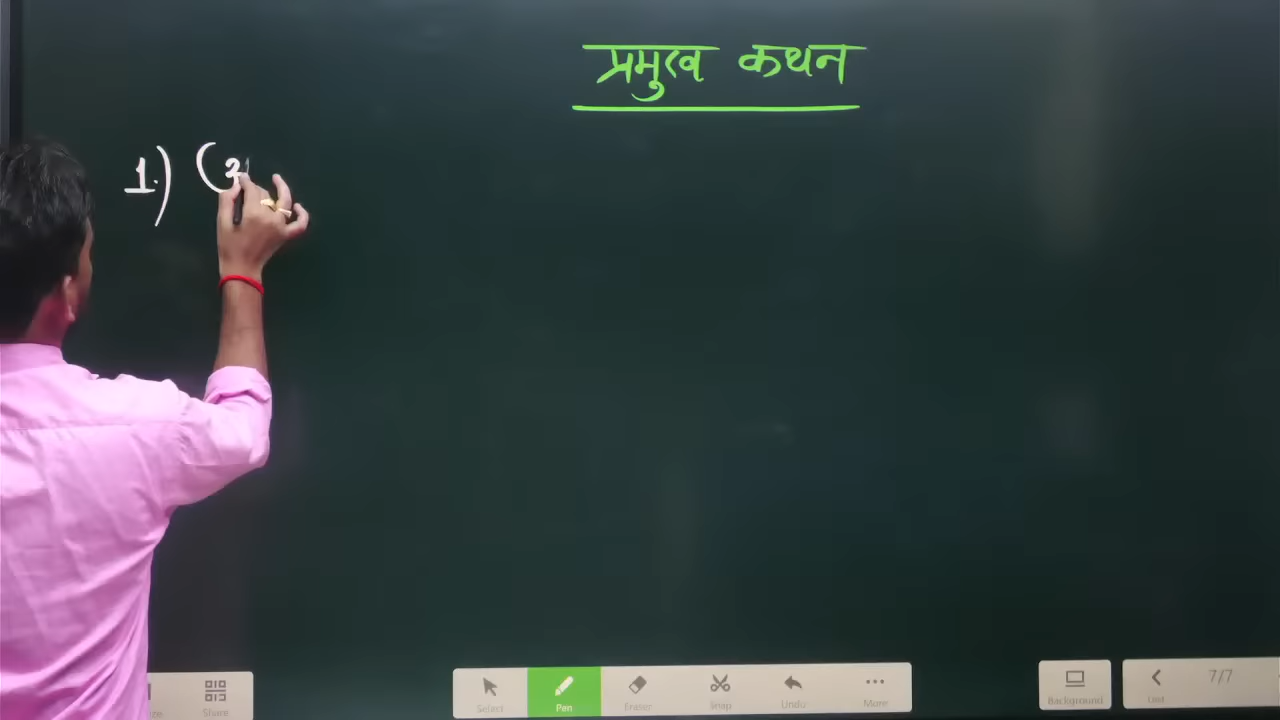 प्रमुख कथन
1.) (
Select Pen Eraser Snap Undo More
Share
Background
7/7